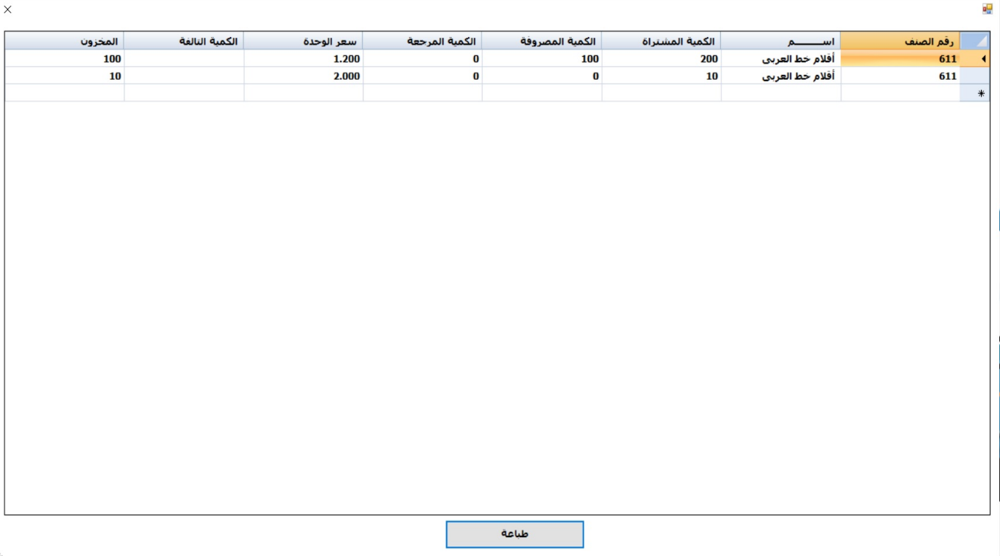 رقم الصنف اســــــم الكمية المشتراة الكمية المصروفة الكمية المرجعة سعر الوحدة الكمية التالفة المخزون
611 أقلام خط العربى 200 100 0 1.200 100
611 أقلام خط العربى 10 0 0 2.000 10
طباعة